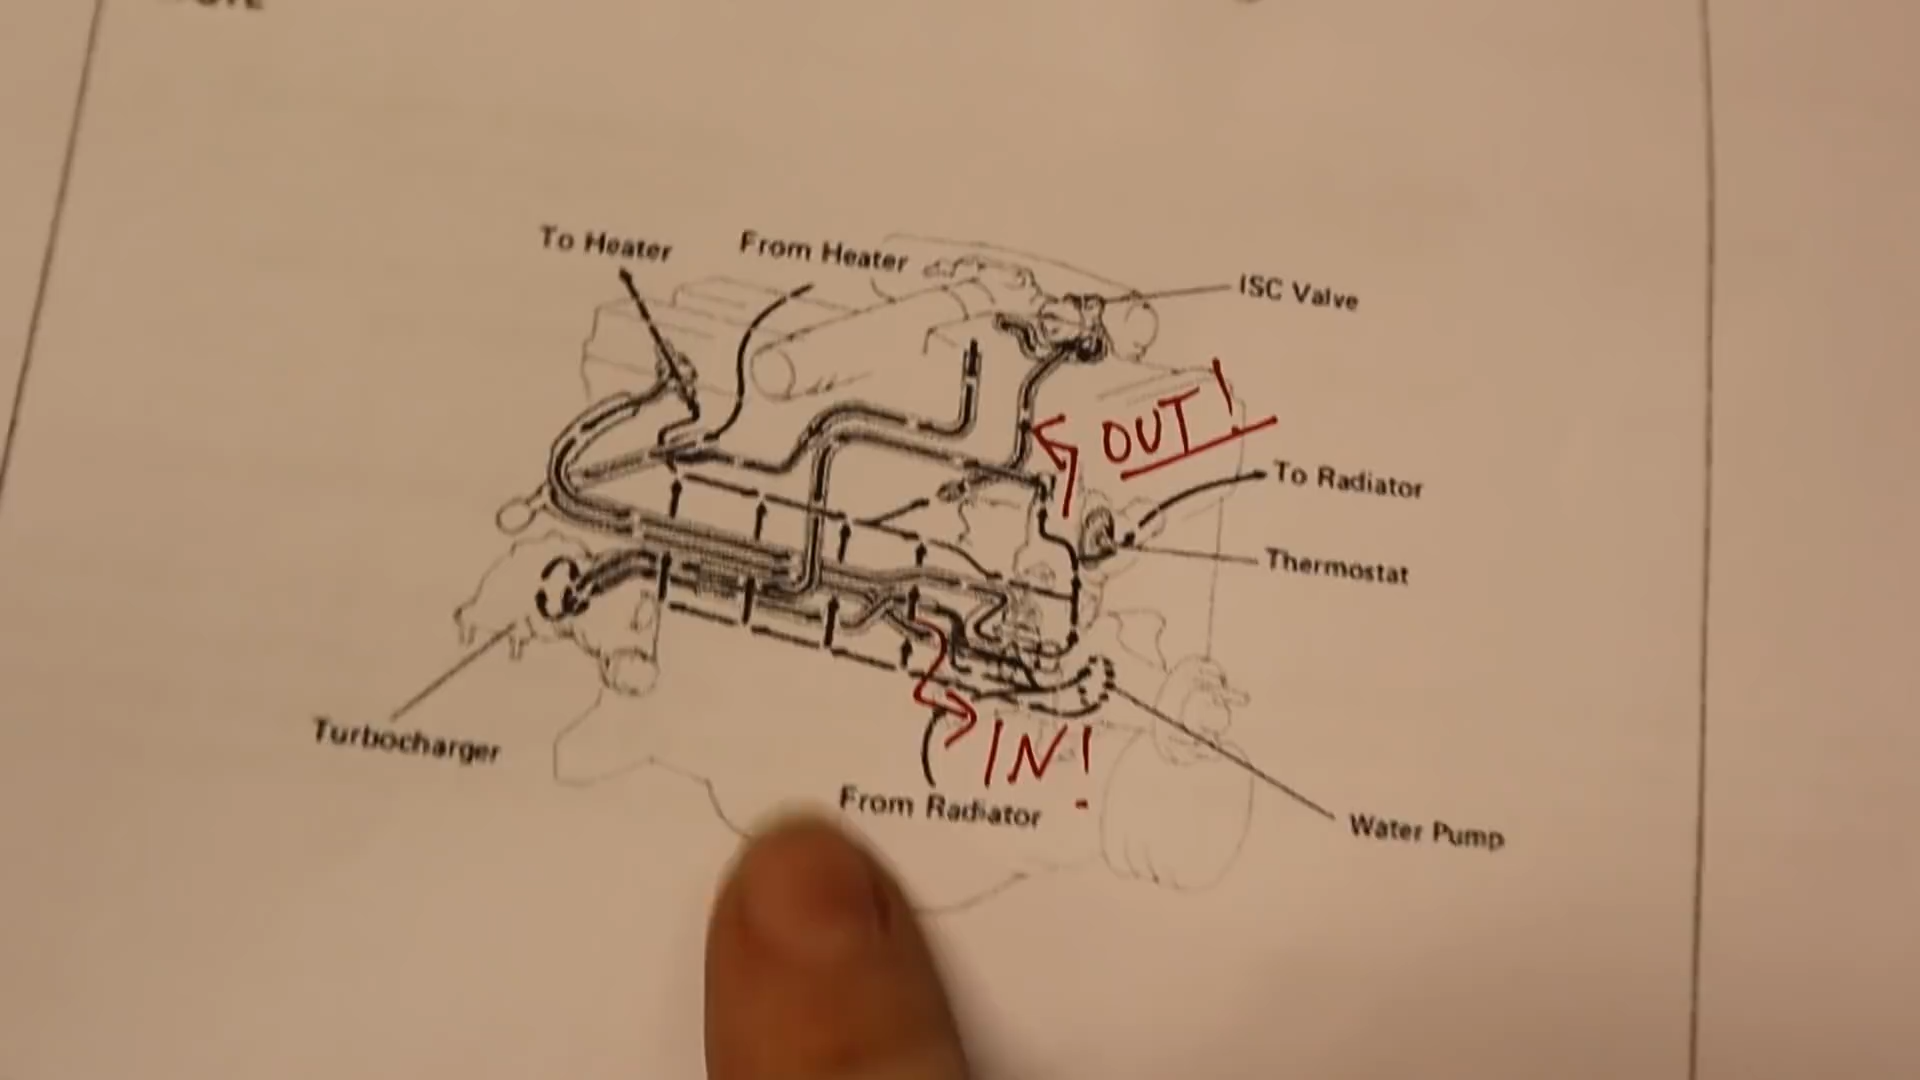 To Heater
From Heater
ISC Valve
OUT!
To Radiator
Thermostat
Turbocharger
IN!
From Radiator
Water Pump